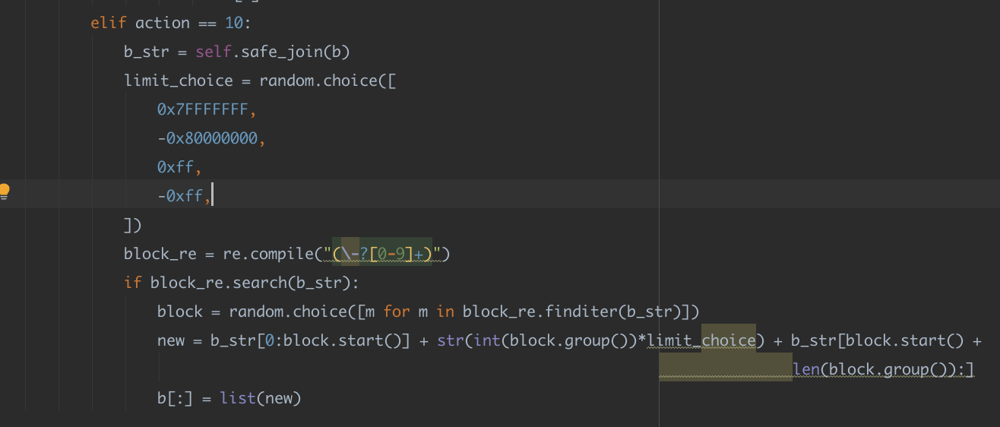 elif action == 10:
b_str = self.safe_join(b)
limit_choice = random.choice([
0x7FFFFFFF,
-0x80000000,
0xff,
-0xff,
])
block_re = re.compile("(\-?[0-9]+)")
if block_re.search(b_str):
block = random.choice([m for m in block_re.finditer(b_str)])
new = b_str[0:block.start()] + str(int(block.group())*limit_choice) + b_str[block.start() +
len(block.group()):]
b[:] = list(new)